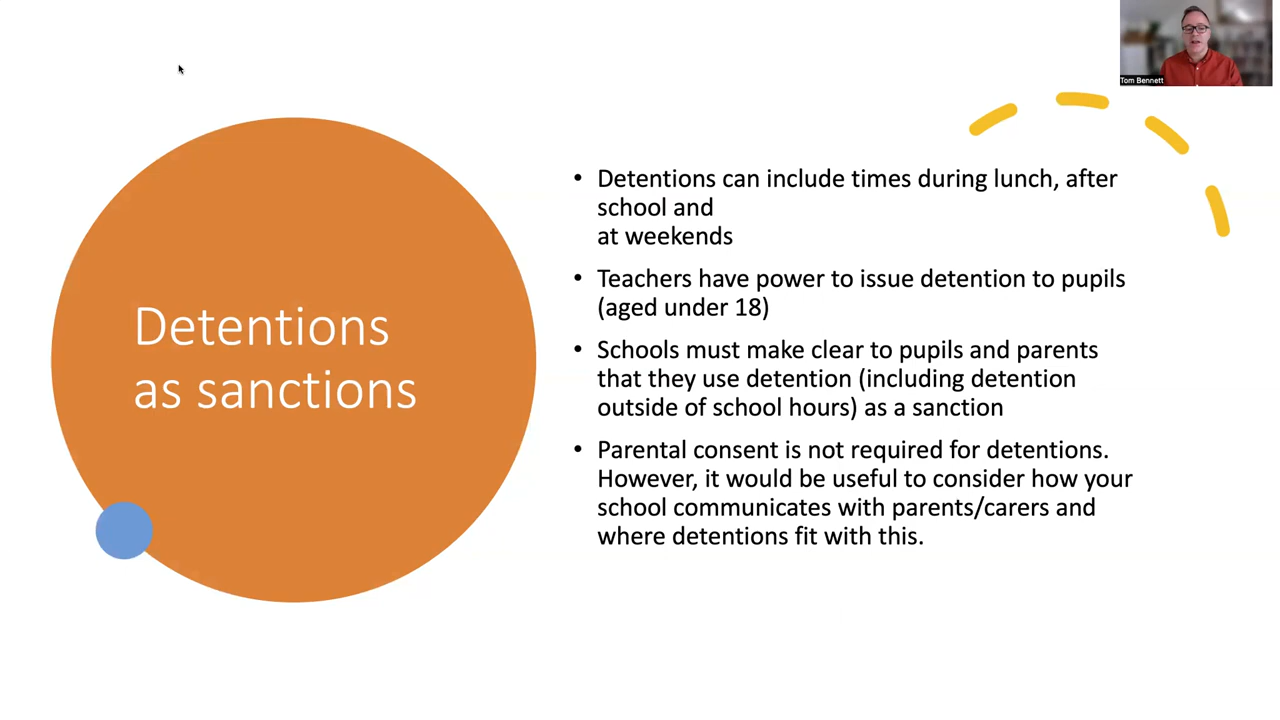 Tom Bennett
Detentions
as sanctions
• Detentions can include times during lunch, after
school and
at weekends
• Teachers have power to issue detention to pupils
(aged under 18)
• Schools must make clear to pupils and parents
that they use detention (including detention
outside of school hours) as a sanction
• Parental consent is not required for detentions.
However, it would be useful to consider how your
school communicates with parents/carers and
where detentions fit with this.